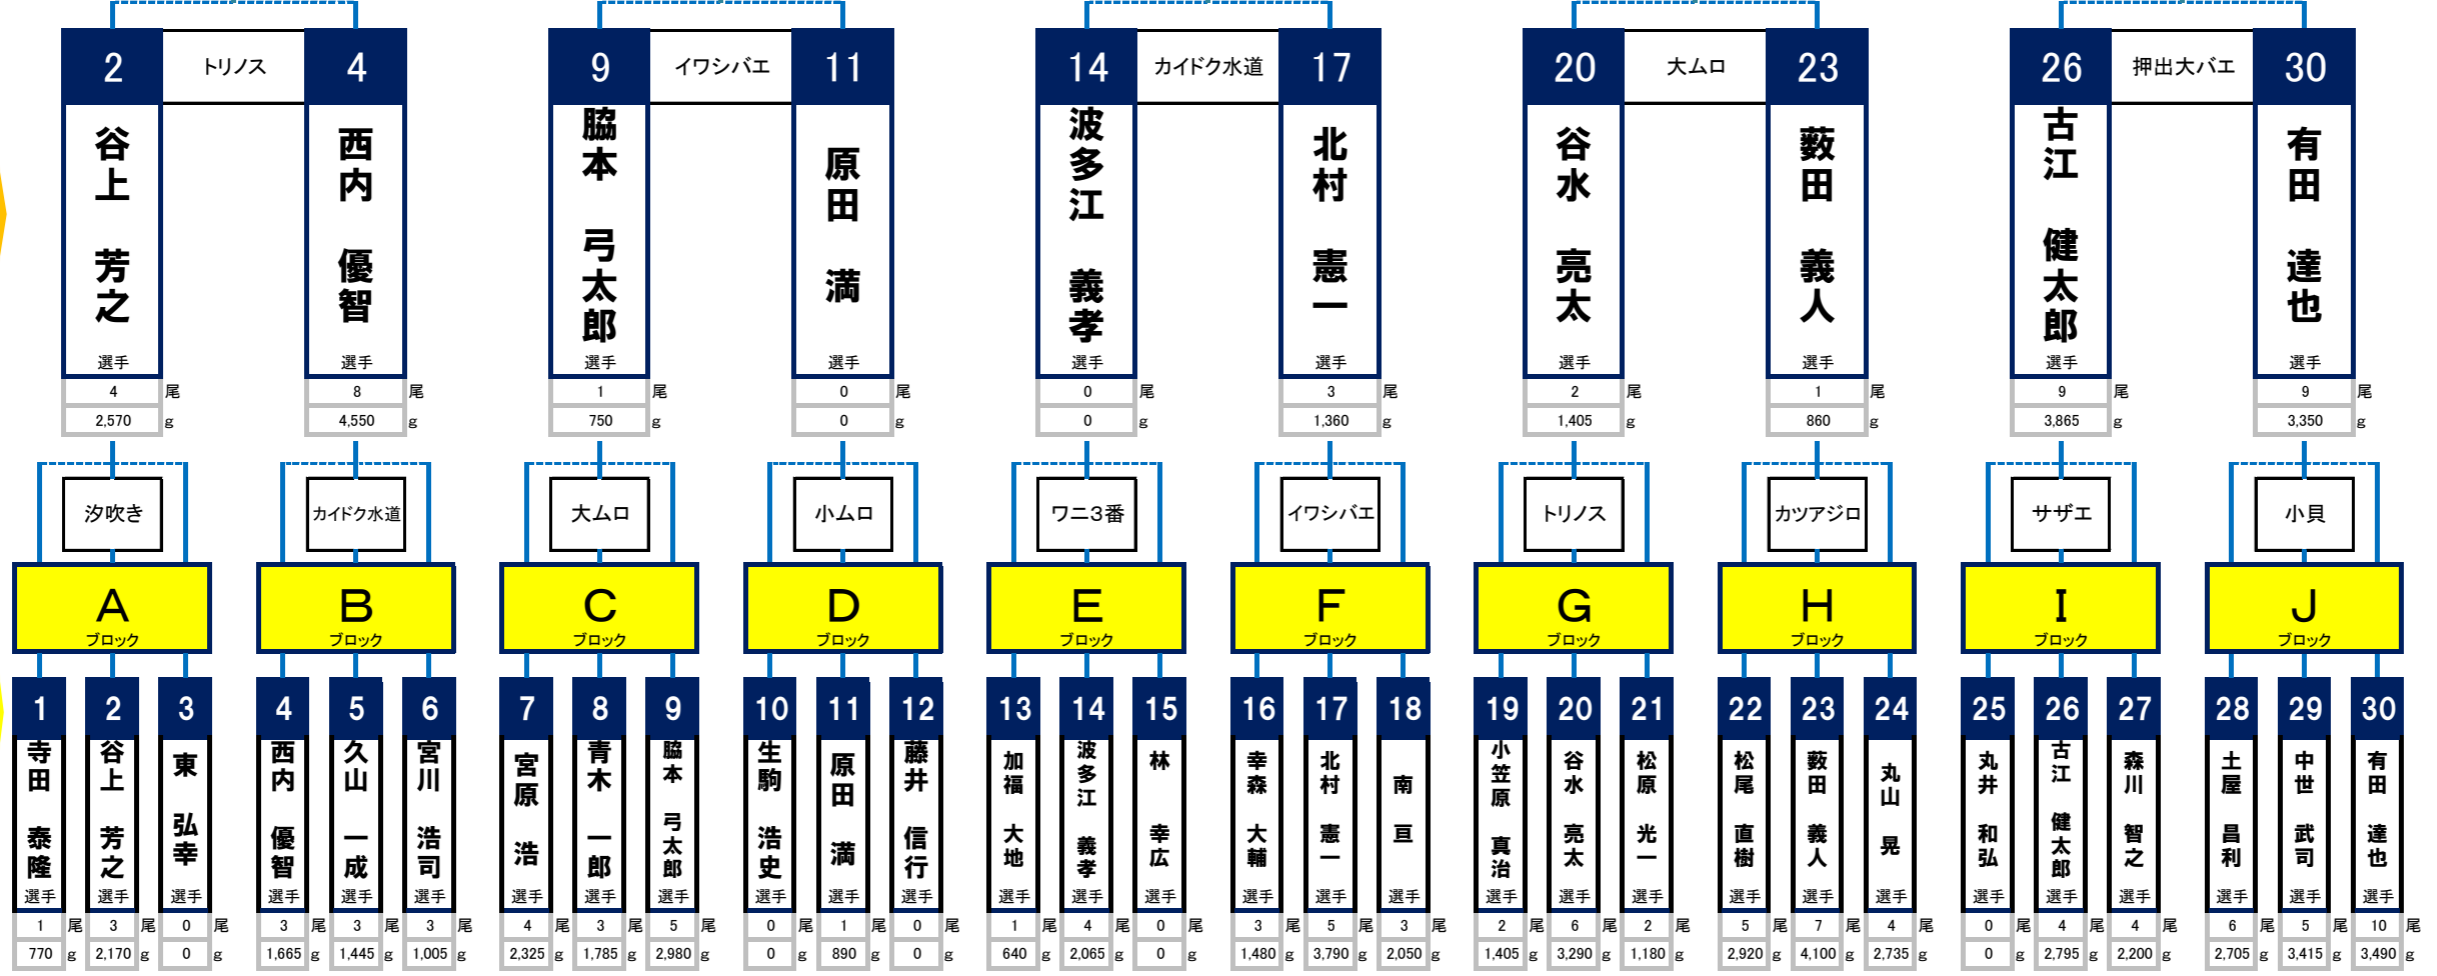 2 トリノス 4 9 イワシバエ 11 14 カイドク水道 17 20 大ムロ 23 26 押出大バエ 30
谷上 芳之 西内 優智 脇本 弓太郎 原田 満 波多江 義孝 北村 憲一 谷水 亮太 薮田 義人 古江 健太郎 有田 達也
選手 選手 選手 選手 選手 選手 選手 選手 選手 選手
4 尾 8 尾 1 尾 0 尾 0 尾 3 尾 2 尾 1 尾 9 尾 9 尾
2,570 g 4,550 g 750 g 0 g 0 g 1,360 g 1,405 g 860 g 3,865 g 3,350 g
汐吹き カイドク水道 大ムロ 小ムロ ワニ3番 イワシバエ トリノス カツアジロ サザエ 小貝
A B C D E F G H I J
ブロック ブロック ブロック ブロック ブロック ブロック ブロック ブロック ブロック ブロック
1 2 3 4 5 6 7 8 9 10 11 12 13 14 15 16 17 18 19 20 21 22 23 24 25 26 27 28 29 30
寺田 泰隆 谷上 芳之 東 弘幸 西内 優智 久山 一成 宮川 浩司 宮原 浩 青木 一郎 脇本 弓太郎 生駒 浩史 原田 満 藤井 信行 加福 大地 波多江 義孝 林 幸広 幸森 大輔 北村 憲一 南 亘 小笠原 真治 谷水 亮太 松原 光一 松尾 直樹 薮田 義人 丸山 晃 丸井 和弘 古江 健太郎 森川 智之 土屋 昌利 中世 武司 有田 達也
選手 選手 選手 選手 選手 選手 選手 選手 選手 選手 選手 選手 選手 選手 選手 選手 選手 選手 選手 選手 選手 選手 選手 選手 選手 選手 選手 選手 選手 選手
1 尾 3 尾 0 尾 3 尾 3 尾 3 尾 4 尾 3 尾 5 尾 0 尾 1 尾 0 尾 1 尾 4 尾 0 尾 3 尾 5 尾 3 尾 2 尾 6 尾 2 尾 5 尾 7 尾 4 尾 0 尾 4 尾 4 尾 6 尾 5 尾 10 尾
770 g 2,170 g 0 g 1,665 g 1,445 g 1,005 g 2,325 g 1,785 g 2,980 g 0 g 890 g 0 g 640 g 2,065 g 0 g 1,480 g 3,790 g 2,050 g 1,405 g 3,290 g 1,180 g 2,920 g 4,100 g 2,735 g 0 g 2,795 g 2,200 g 2,705 g 3,415 g 3,490 g